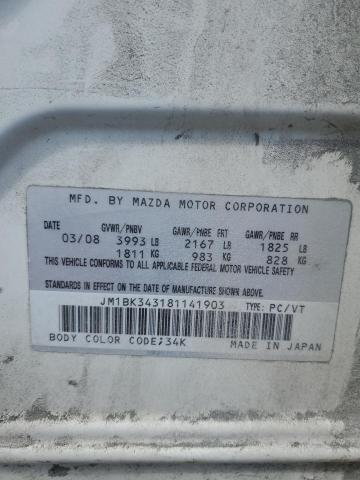 MFD. BY MAZDA MOTOR CORPORATION
DATE GVWR/PNBV GAWR/PNBE FRT GAWR/PNBE RR
03/08 3993 LB 2167 LB 1825 LB
1811 KG 983 KG 828 KG
THIS VEHICLE CONFORMS TO ALL APPLICABLE FEDERAL MOTOR VEHICLE SAFETY
STANDARDS IN EFFECT ON THE DATE OF MANUFACTURE SHOWN ABOVE.
JM1BK343181141903 TYPE: PC/VT
BODY COLOR CODE;34K MADE IN JAPAN